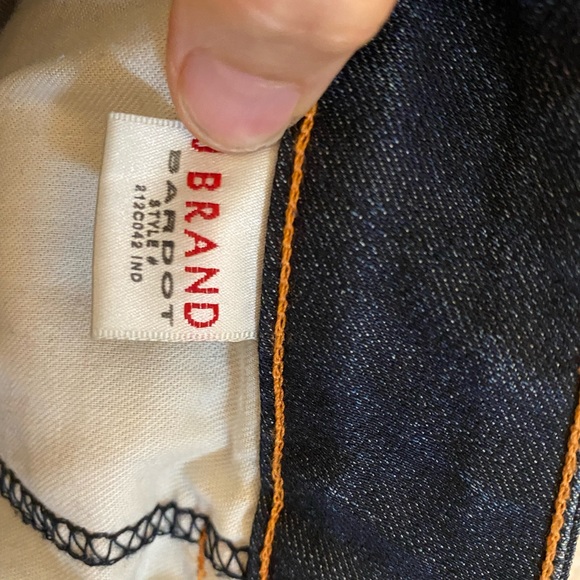 J BRAND
BARDOT
STYLE #
212C042 IND